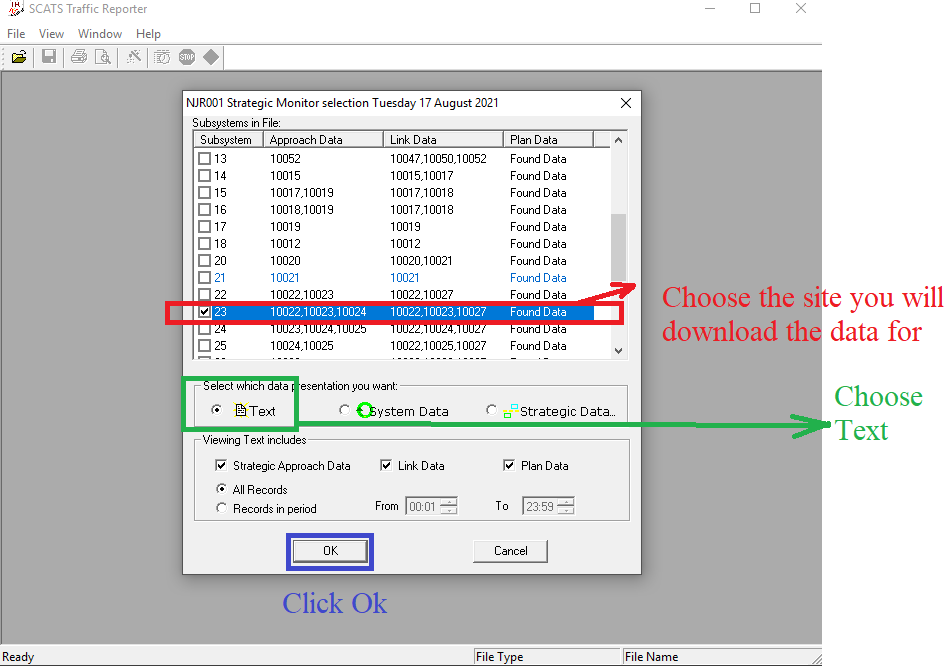 SCATS Traffic Reporter
File View Window Help
STOP
NJR001 Strategic Monitor selection Tuesday 17 August 2021
Subsystems in File:
Subsystem Approach Data Link Data Plan Data
13 10052 10047,10050,10052 Found Data
14 10015 10015,10017 Found Data
15 10017,10019 10017,10018 Found Data
16 10018,10019 10017,10018 Found Data
17 10019 10019 Found Data
18 10012 10012 Found Data
20 10020 10020,10021 Found Data
21 10021 10021 Found Data
22 10022,10023 10022,10027 Found Data
23 10022,10023,10024 10022,10023,10027 Found Data
24 10023,10024,10025 10022,10023,10027 Found Data
25 10024,10025 10022,10025,10027 Found Data
Choose the site you will
download the data for
Select which data presentation you want:
Text System Data Strategic Data...
Choose
Text
Viewing Text includes
Strategic Approach Data Link Data Plan Data
All Records
Records in period From 00:01 To 23:59
OK Cancel
Click Ok
Ready File Type File Name